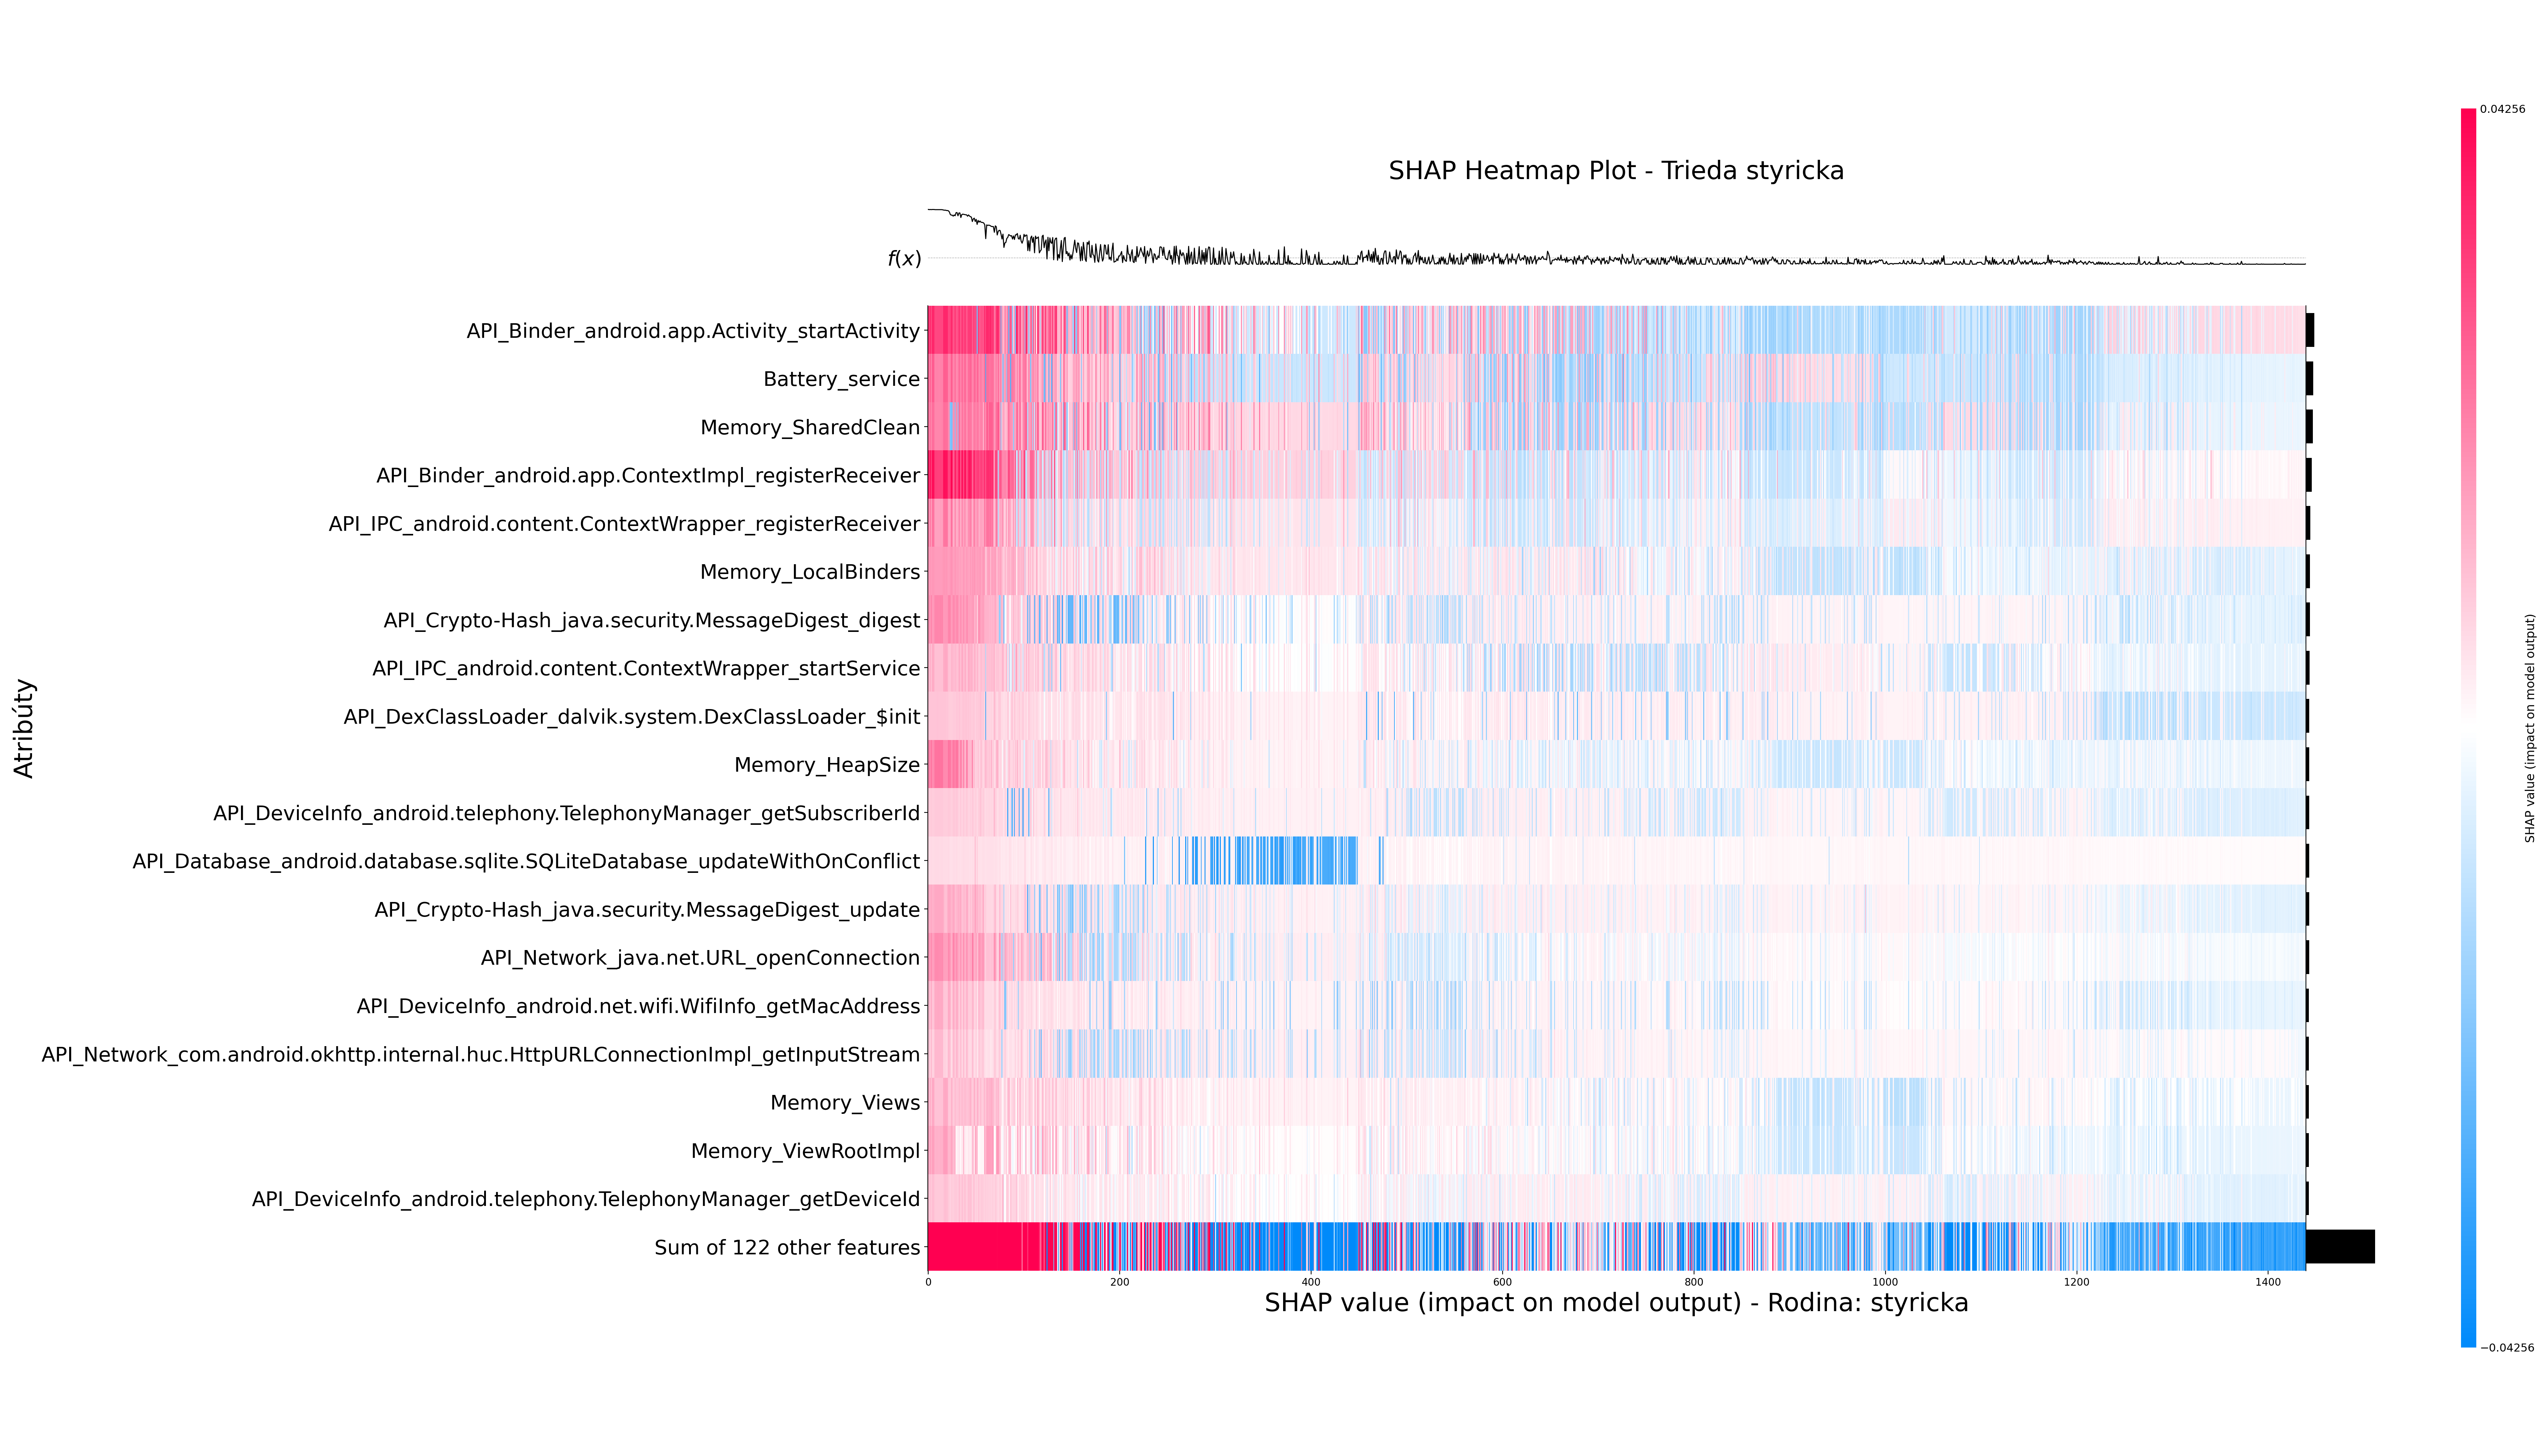 SHAP Heatmap Plot - Trieda styricka
0.04256
f(x)
API_Binder_android.app.Activity_startActivity
Battery_service
Memory_SharedClean
API_Binder_android.app.ContextImpl_registerReceiver
API_IPC_android.content.ContextWrapper_registerReceiver
Memory_LocalBinders
API_Crypto-Hash_java.security.MessageDigest_digest
API_IPC_android.content.ContextWrapper_startService
API_DexClassLoader_dalvik.system.DexClassLoader_$init
Memory_HeapSize
API_DeviceInfo_android.telephony.TelephonyManager_getSubscriberId
API_Database_android.database.sqlite.SQLiteDatabase_updateWithOnConflict
API_Crypto-Hash_java.security.MessageDigest_update
API_Network_java.net.URL_openConnection
API_DeviceInfo_android.net.wifi.WifiInfo_getMacAddress
API_Network_com.android.okhttp.internal.huc.HttpURLConnectionImpl_getInputStream
Memory_Views
Memory_ViewRootImpl
API_DeviceInfo_android.telephony.TelephonyManager_getDeviceId
Sum of 122 other features
Atribúty
0 200 400 600 800 1000 1200 1400
SHAP value (impact on model output) - Rodina: styricka
SHAP value (impact on model output)
−0.04256